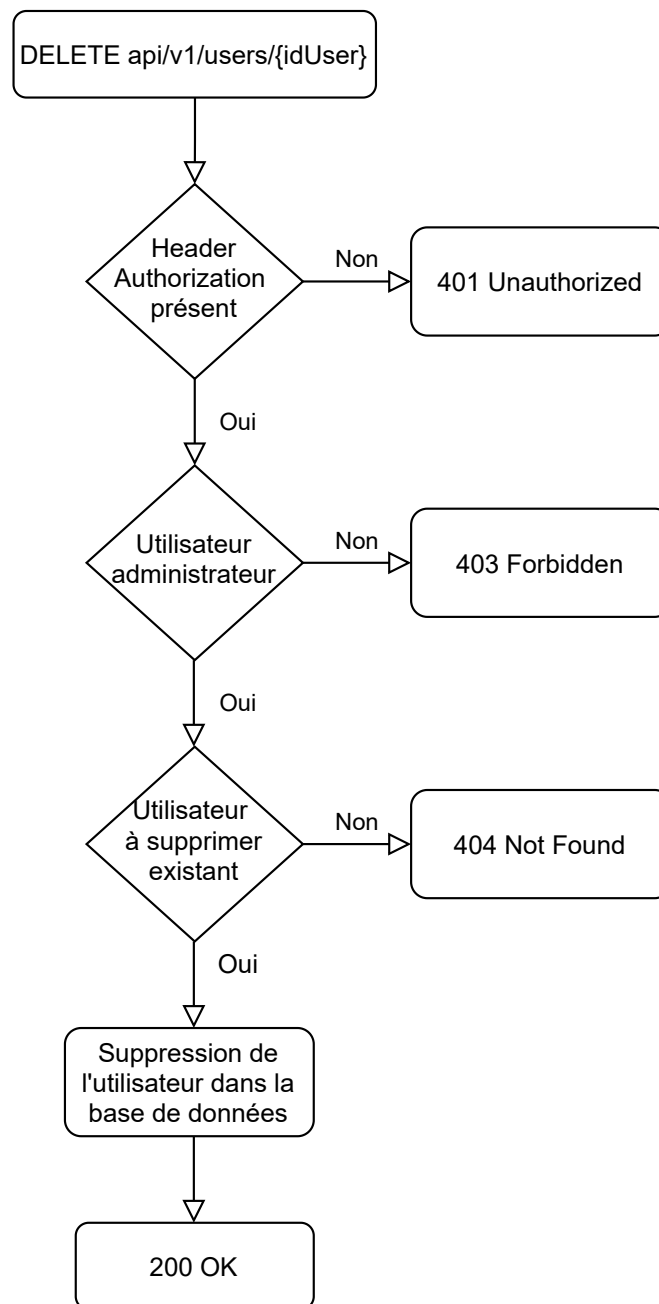 DELETE api/v1/users/{idUser}
Header
Authorization
présent
Non
401 Unauthorized
Oui
Utilisateur
administrateur
Non
403 Forbidden
Oui
Utilisateur
à supprimer
existant
Non
404 Not Found
Oui
Suppression de
l'utilisateur dans la
base de données
200 OK